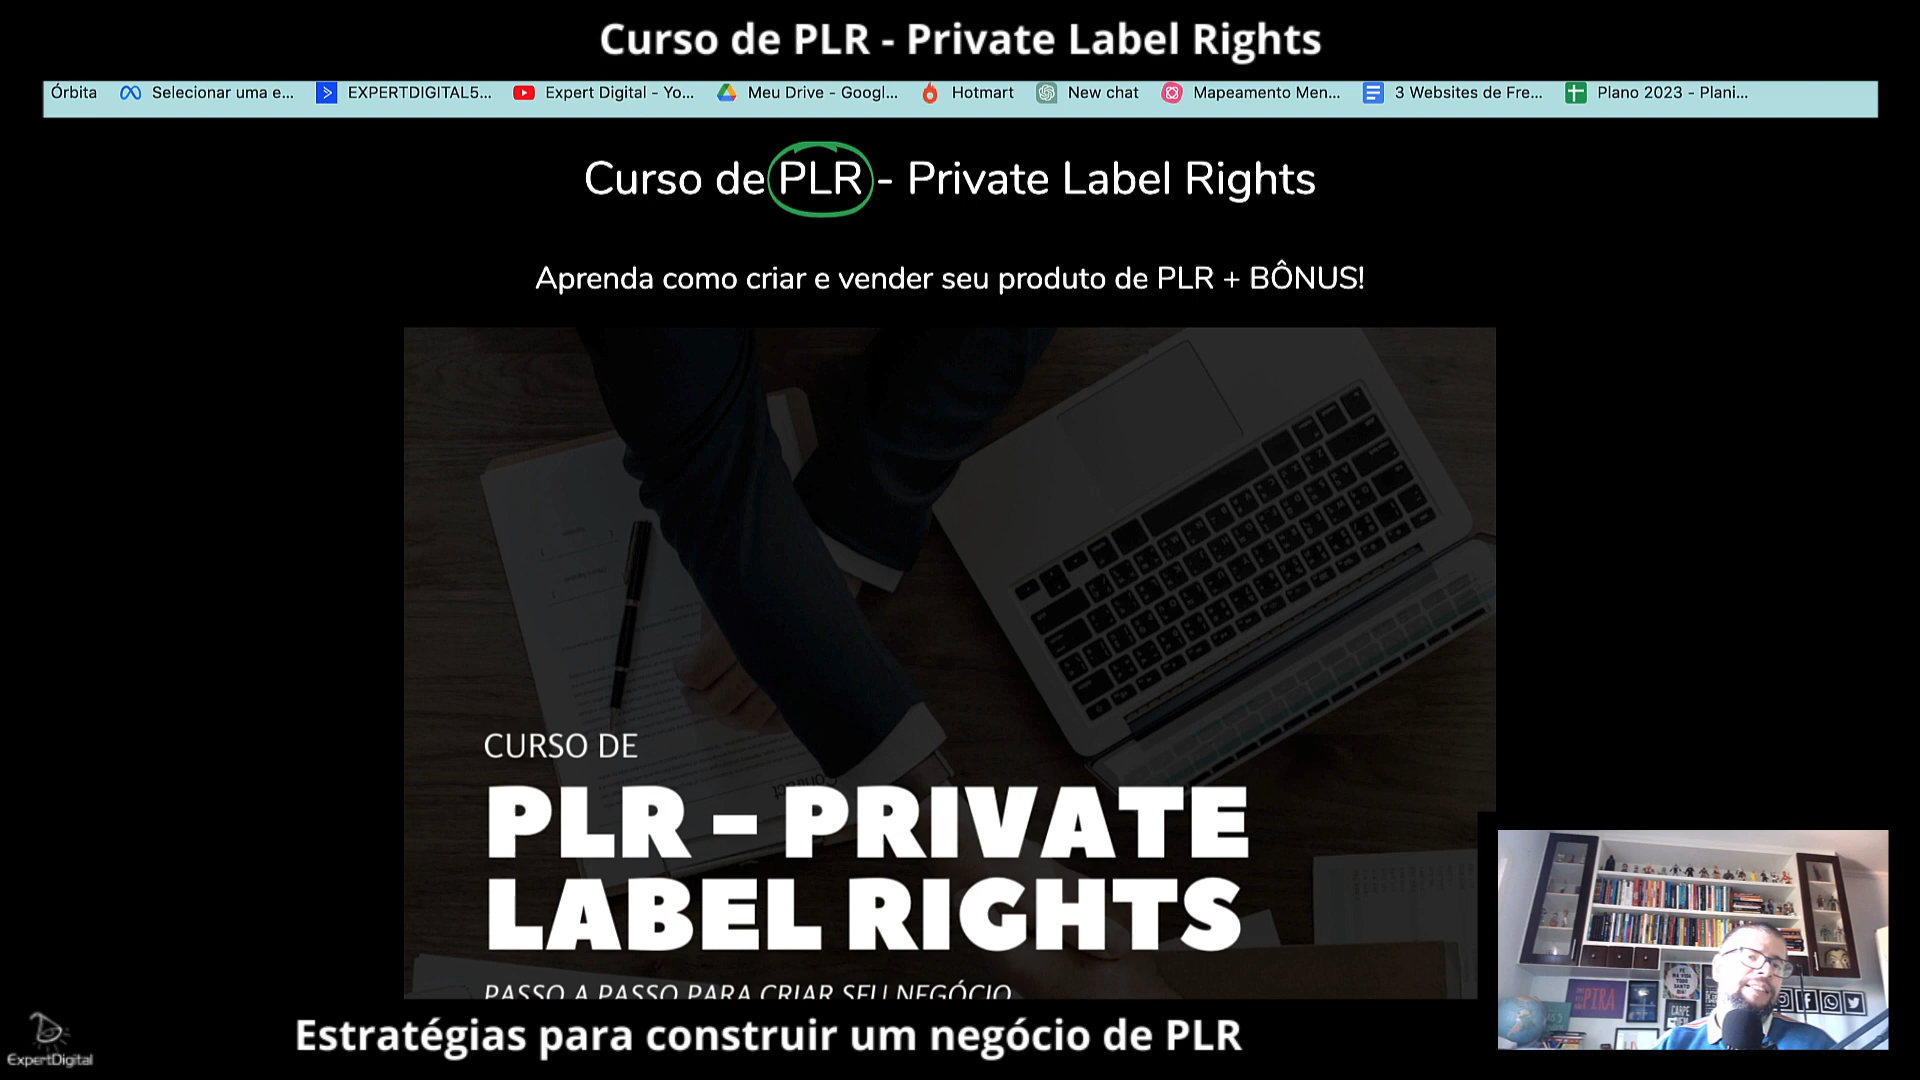 Curso de PLR - Private Label Rights
Órbita Selecionar uma e... EXPERTDIGITAL5... Expert Digital - Yo... Meu Drive - Googl... Hotmart New chat Mapeamento Men... 3 Websites de Fre... Plano 2023 - Plani...
Curso de PLR - Private Label Rights
Aprenda como criar e vender seu produto de PLR + BÔNUS!
CURSO DE
PLR - PRIVATE
LABEL RIGHTS
PASSO A PASSO PARA CRIAR SEU NEGÓCIO
Estratégias para construir um negócio de PLR
ExpertDigital
Contract
PIRA
CARPE